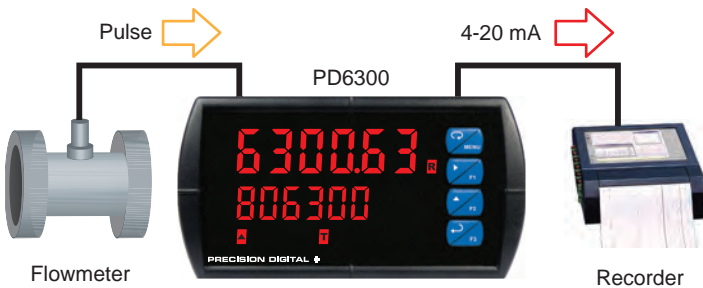 Pulse
4-20 mA
PD6300
6300.63
R
MENU
F1
806300
F2
T
F3
PRECISION DIGITAL
Flowmeter
Recorder